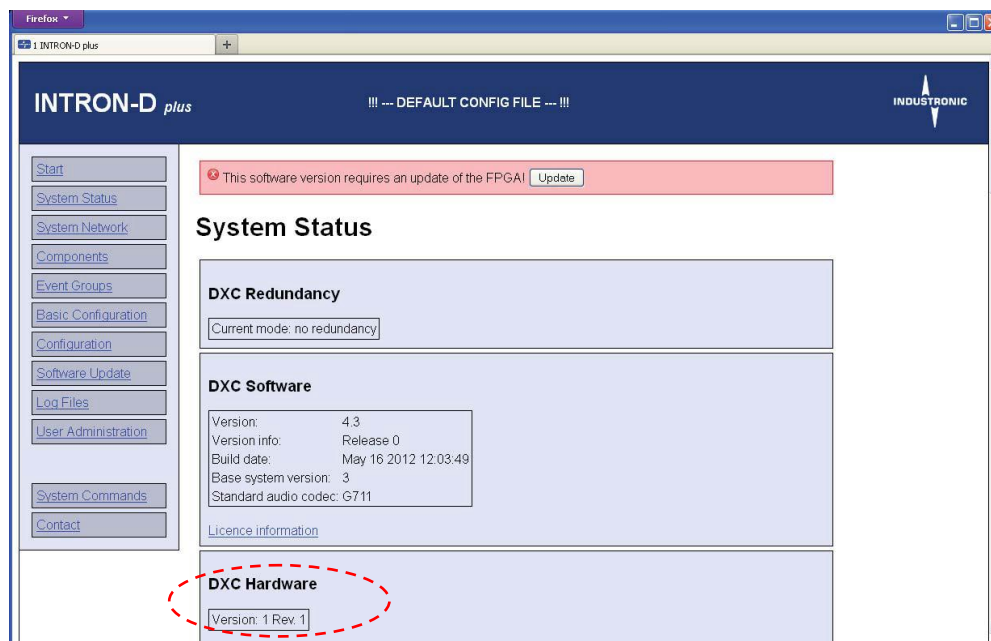 Firefox
1 INTRON-D plus
+
INTRON-D plus
!!! --- DEFAULT CONFIG FILE --- !!!
INDUSTRONIC
Start
System Status
System Network
Components
Event Groups
Basic Configuration
Configuration
Software Update
Log Files
User Administration
System Commands
Contact
This software version requires an update of the FPGA! Update
System Status
DXC Redundancy
Current mode: no redundancy
DXC Software
Version: 4.3
Version info: Release 0
Build date: May 16 2012 12:03:49
Base system version: 3
Standard audio codec: G711
Licence information
DXC Hardware
Version: 1 Rev. 1